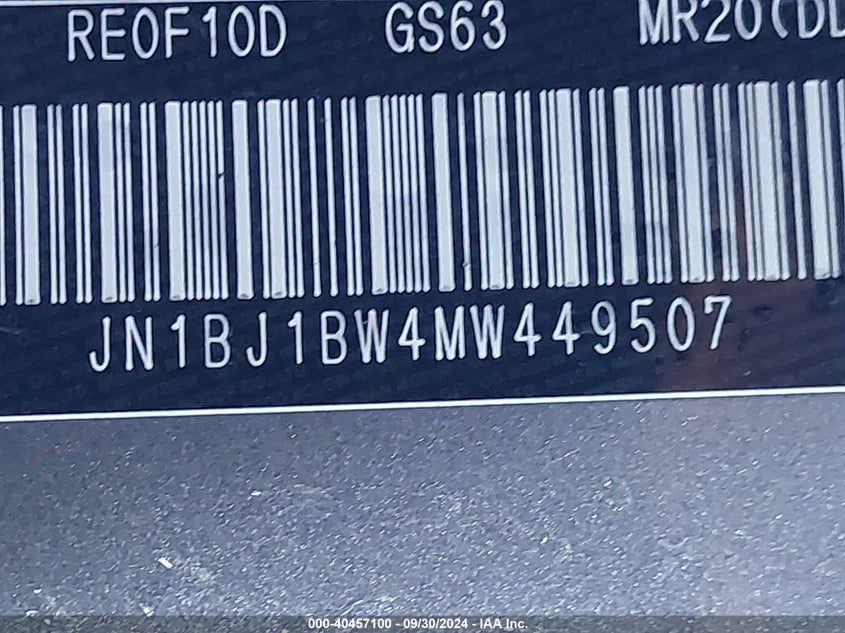 RE0F10D GS63 MR20(DD
JN1BJ1BW4MW449507
000-40457100 - 09/30/2024 - IAA Inc.